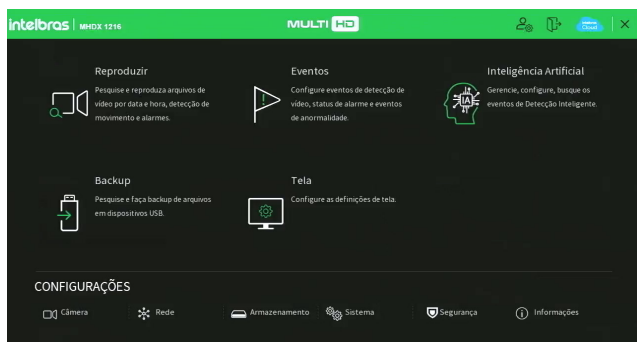 intelbras | MHDX 1216
MULTI HD
Cloud
Reproduzir
Pesquise e reproduza arquivos de
vídeo por data e hora, detecção de
movimento e alarmes.
Eventos
Configure eventos de detecção de
vídeo, status de alarme e eventos
de anormalidade.
Inteligência Artificial
Gerencie, configure, busque os
eventos de Detecção Inteligente.
IA
Backup
Pesquise e faça backup de arquivos
em dispositivos USB.
Tela
Configure as definições de tela.
CONFIGURAÇÕES
Câmera
Rede
Armazenamento
Sistema
Segurança
Informações